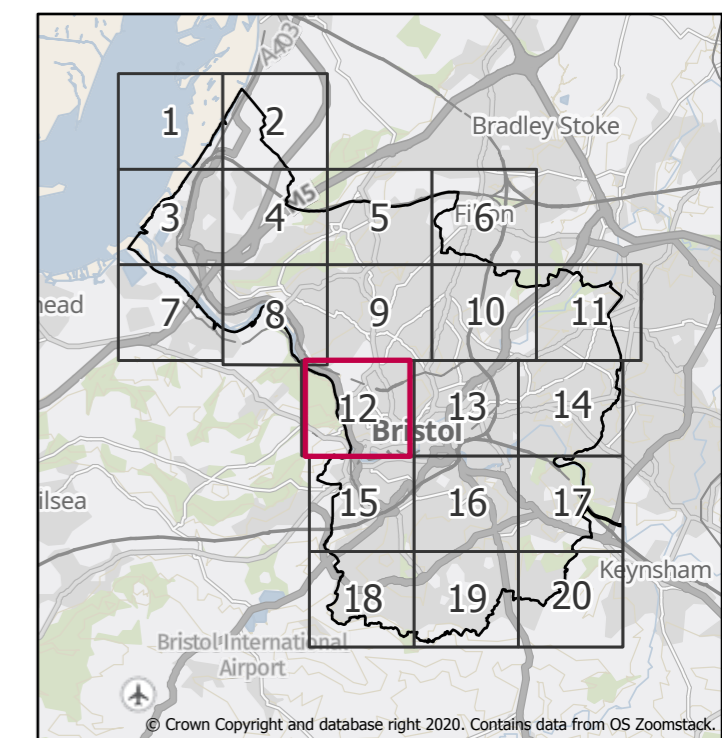 A403
1
2
Bradley Stoke
M5
3
4
5
Filton
6
head
7
8
9
10
11
12
13
14
Bristol
ilsea
15
16
17
Keynsham
18
19
20
Bristol International
Airport
© Crown Copyright and database right 2020. Contains data from OS Zoomstack.